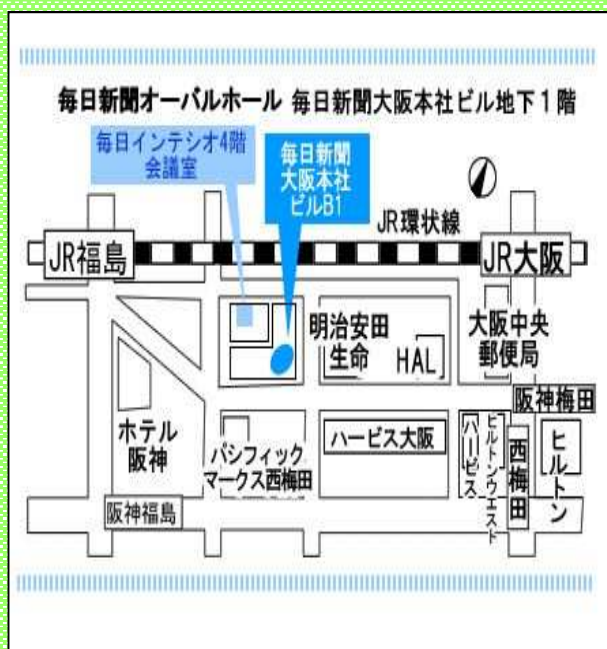 毎日新聞オーバルホール 毎日新聞大阪本社ビル地下1階
毎日インテシオ4階
会議室
毎日新聞
大阪本社
ビルB1
JR環状線
JR福島
JR大阪
明治安田
生命
HAL
大阪中央
郵便局
阪神梅田
ホテル
阪神
パシフィック
マークス西梅田
ハービス大阪
ハービス
ヒルトンウエスト
西梅田
ヒルトン
阪神福島